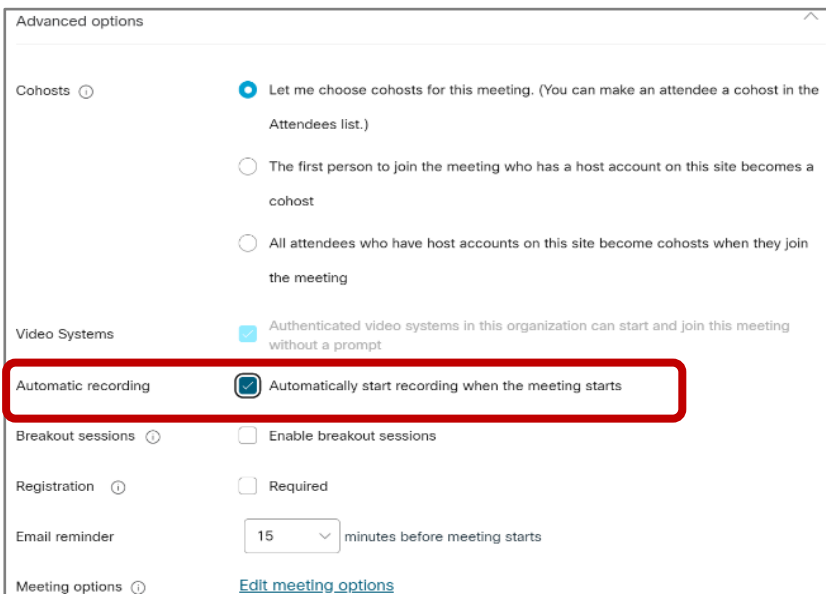 Advanced options
Cohosts
Let me choose cohosts for this meeting. (You can make an attendee a cohost in the
Attendees list.)
The first person to join the meeting who has a host account on this site becomes a
cohost
All attendees who have host accounts on this site become cohosts when they join
the meeting
Video Systems
Authenticated video systems in this organization can start and join this meeting
without a prompt
Automatic recording
Automatically start recording when the meeting starts
Breakout sessions
Enable breakout sessions
Registration
Required
Email reminder
15
minutes before meeting starts
Meeting options
Edit meeting options